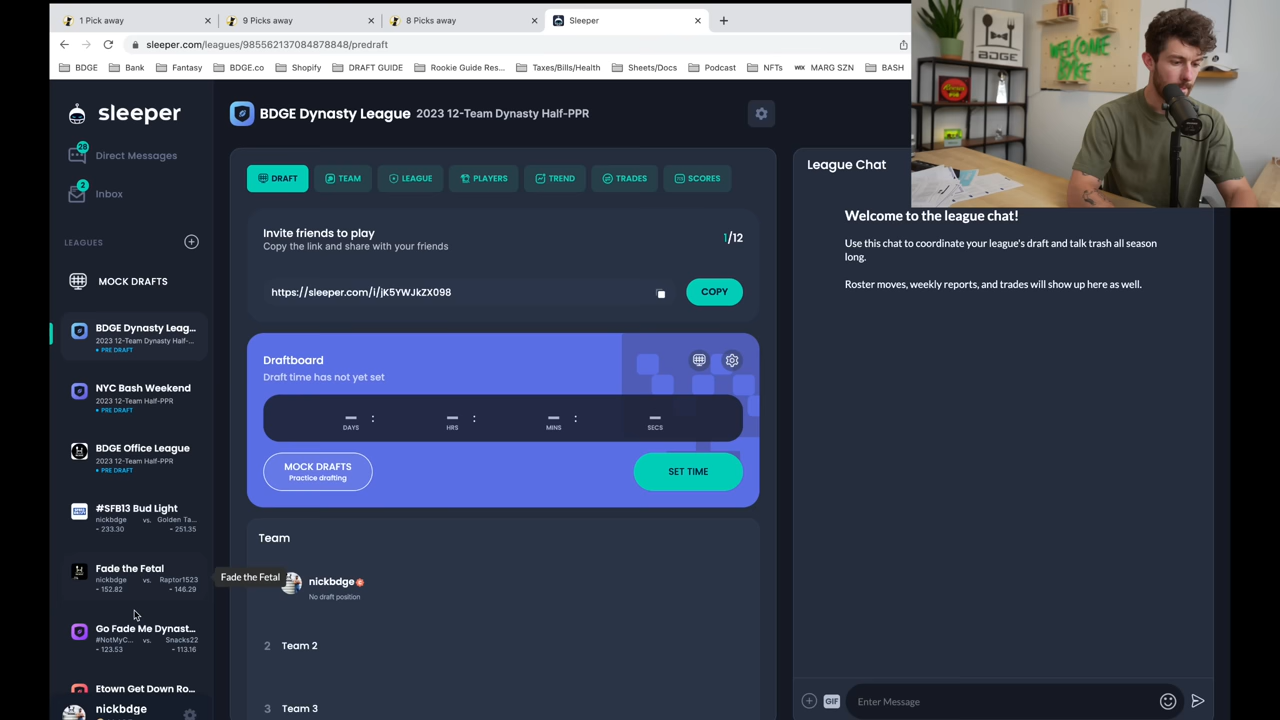 1 Pick away
9 Picks away
8 Picks away
Sleeper
sleeper.com/leagues/985562137084878848/predraft
BDGE
Bank
Fantasy
BDGE.co
Shopify
DRAFT GUIDE
Rookie Guide Res...
Taxes/Bills/Health
Sheets/Docs
Podcast
NFTs
WIX MARG SZN
BASH
BDGE
WELCOME
Reese's
sleeper
28
Direct Messages
2
Inbox
LEAGUES
MOCK DRAFTS
BDGE Dynasty Leag...
2023 12-Team Dynasty Half-...
PRE DRAFT
NYC Bash Weekend
2023 12-Team Half-PPR
PRE DRAFT
BDGE Office League
2023 12-Team Half-PPR
PRE DRAFT
#SFB13 Bud Light
nickbdge vs. Golden Ta...
- 233.30 - 251.35
Fade the Fetal
nickbdge vs. Raptor1523
- 152.82 - 146.29
Fade the Fetal
Go Fade Me Dynast...
#NotMyC... vs. Snacks22
- 123.53 - 113.16
Etown Get Down Ro...
nickbdge
BDGE Dynasty League 2023 12-Team Dynasty Half-PPR
DRAFT
TEAM
LEAGUE
PLAYERS
TREND
TRADES
SCORES
Invite friends to play
Copy the link and share with your friends
1/12
https://sleeper.com/i/jK5YWJkZX098
COPY
Draftboard
Draft time has not yet set
– : – : – : –
DAYS HRS MINS SECS
MOCK DRAFTS
Practice drafting
SET TIME
Team
nickbdge
No draft position
2 Team 2
3 Team 3
League Chat
Welcome to the league chat!
Use this chat to coordinate your league's draft and talk trash all season
long.
Roster moves, weekly reports, and trades will show up here as well.
GIF
Enter Message